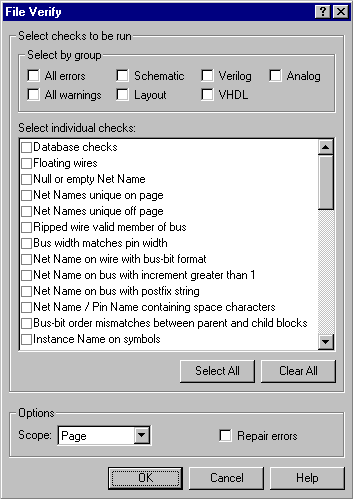 File Verify
Select checks to be run
Select by group
All errors Schematic Verilog Analog
All warnings Layout VHDL
Select individual checks:
Database checks
Floating wires
Null or empty Net Name
Net Names unique on page
Net Names unique off page
Ripped wire valid member of bus
Bus width matches pin width
Net Name on wire with bus-bit format
Net Name on bus with increment greater than 1
Net Name on bus with postfix string
Net Name / Pin Name containing space characters
Bus-bit order mismatches between parent and child blocks
Instance Name on symbols
Select All Clear All
Options
Scope: Page Repair errors
OK Cancel Help